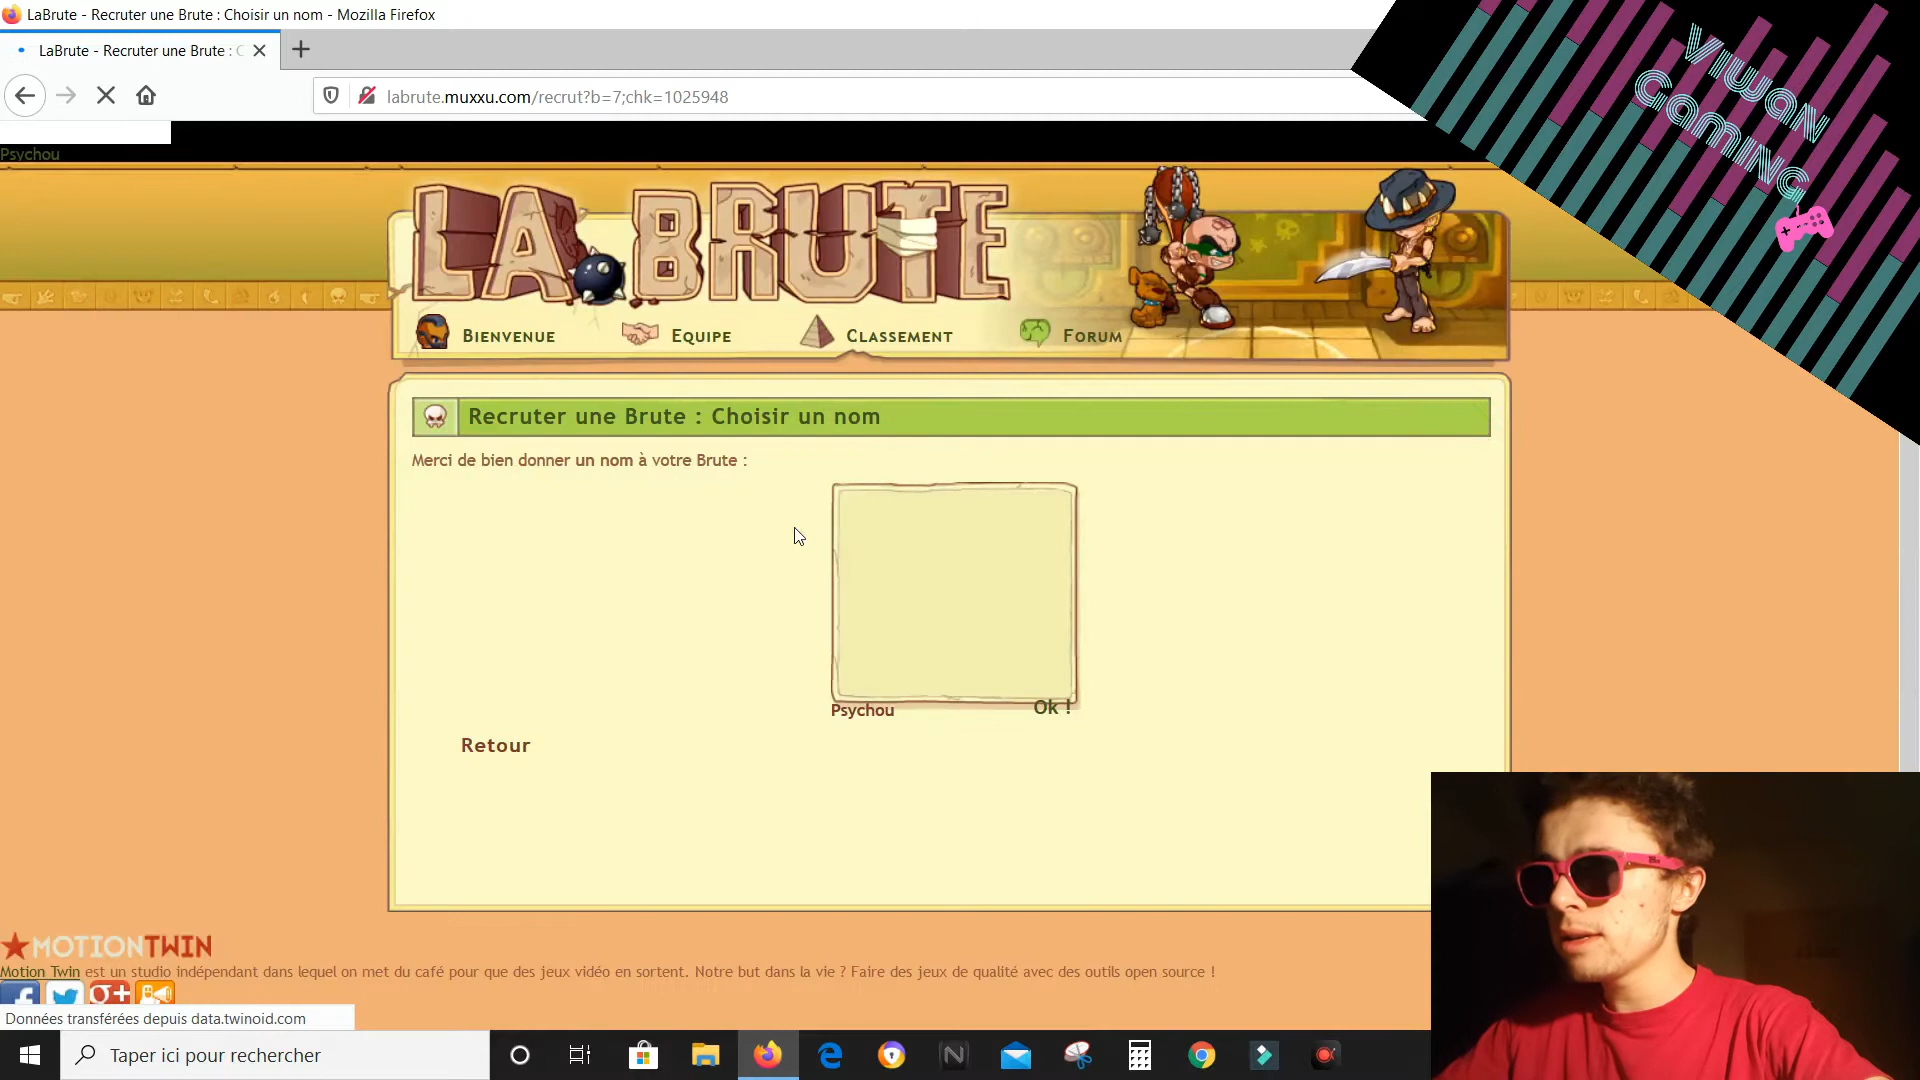 LaBrute - Recruter une Brute : Choisir un nom - Mozilla Firefox
LaBrute - Recruter une Brute : C
labrute.muxxu.com/recrut?b=7;chk=1025948
Viwan
Gaming
Psychou
LA BRUTE
BIENVENUE
EQUIPE
CLASSEMENT
FORUM
Recruter une Brute : Choisir un nom
Merci de bien donner un nom à votre Brute :
Psychou
Ok !
Retour
MOTIONTWIN
Motion Twin est un studio indépendant dans lequel on met du café pour que des jeux vidéo en sortent. Notre but dans la vie ? Faire des jeux de qualité avec des outils open source !
g+
Données transférées depuis data.twinoid.com
Taper ici pour rechercher